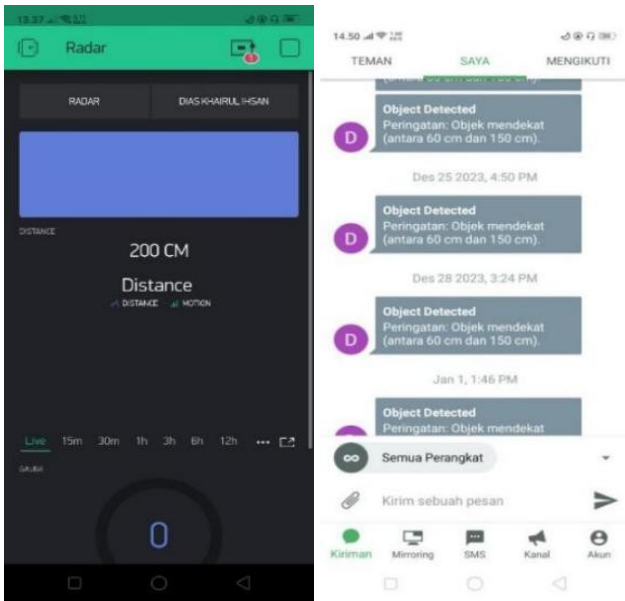 13.37
Radar
RADAR
DIAS KHAIRUL IHSAN
DISTANCE
200 CM
Distance
DISTANCE
MOTION
Live 15m 30m 1h 3h 6h 12h
GAUGE
0
14.50
TEMAN SAYA MENGIKUTI
Object Detected
Peringatan: Objek mendekat
(antara 60 cm dan 150 cm).
D
Des 25 2023, 4:50 PM
Object Detected
Peringatan: Objek mendekat
(antara 60 cm dan 150 cm).
D
Des 28 2023, 3:24 PM
Object Detected
Peringatan: Objek mendekat
(antara 60 cm dan 150 cm).
D
Jan 1, 1:46 PM
Object Detected
Peringatan: Objek mendekat
Semua Perangkat
Kirim sebuah pesan
Kiriman Mirroring SMS Kanal Akun